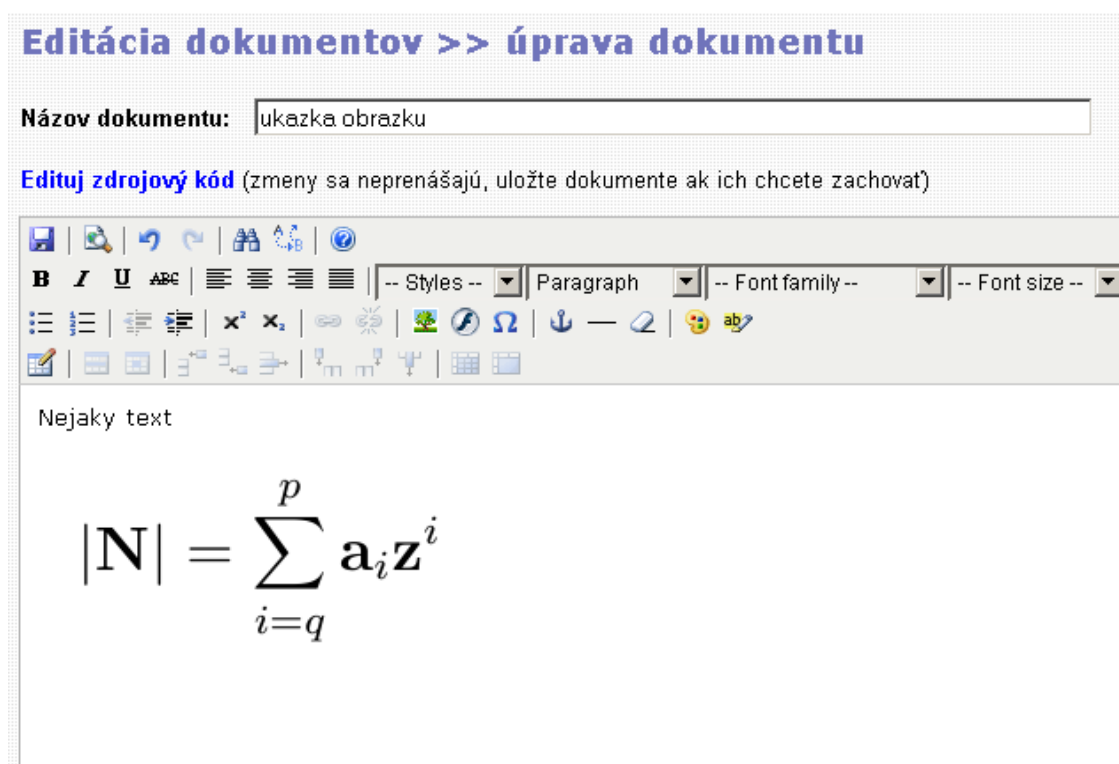 Editácia dokumentov >> úprava dokumentu
Názov dokumentu: ukazka obrazku
Edituj zdrojový kód (zmeny sa neprenášajú, uložte dokumente ak ich chcete zachovať)
B I U ABC -- Styles -- Paragraph -- Font family -- -- Font size --
Nejaky text
|N| = ∑_{i=q}^{p} a_i z^i